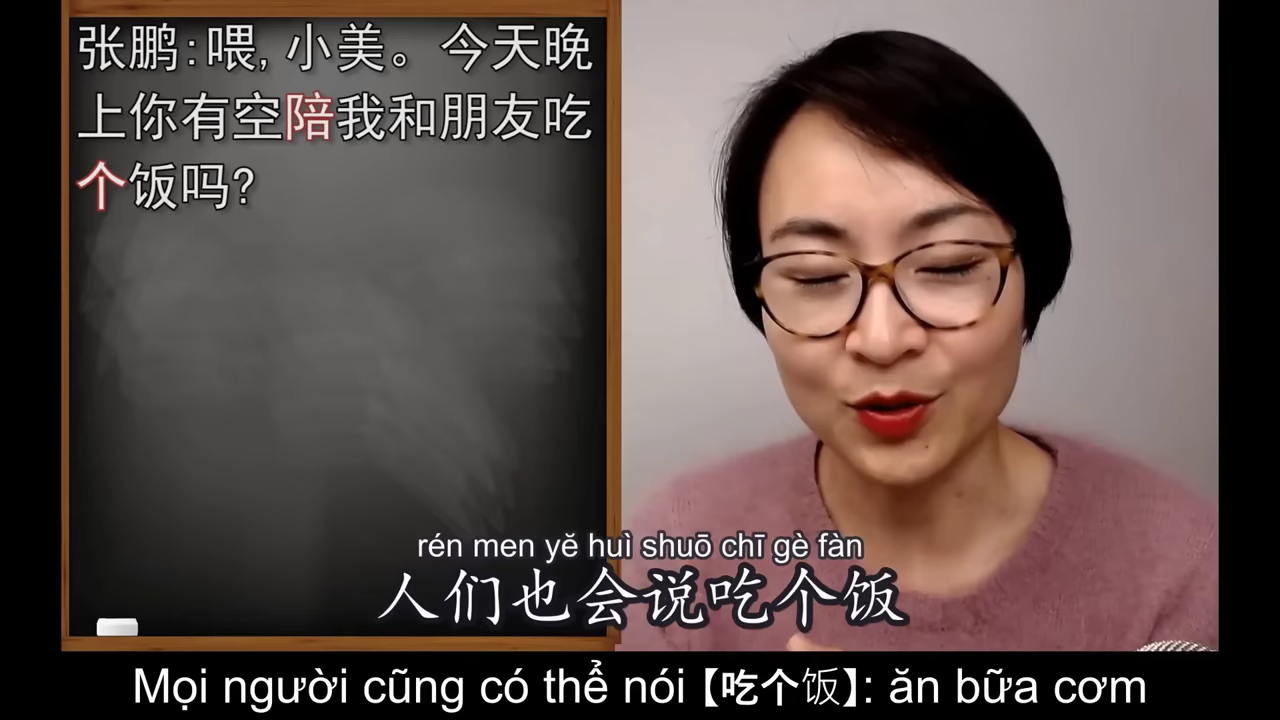 张鹏:喂,小美。今天晚
上你有空陪我和朋友吃
个饭吗?
rén men yě huì shuō chī gè fàn
人们也会说吃个饭
Mọi người cũng có thể nói【吃个饭】: ăn bữa cơm